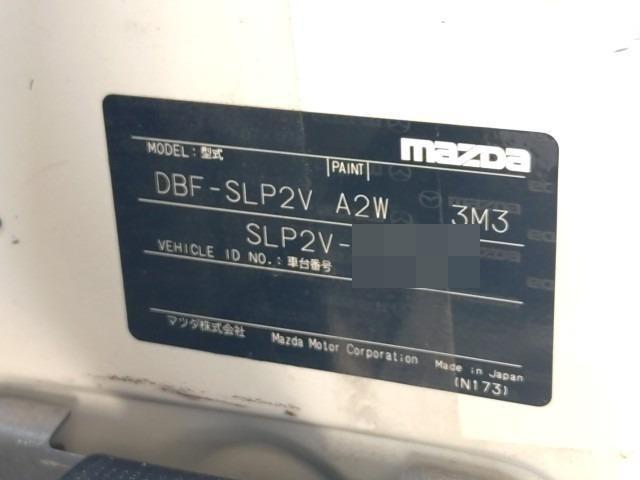 mazda
MODEL: 型式 PAINT
DBF-SLP2V A2W 3M3
SLP2V-
VEHICLE ID NO.: 車台番号
マツダ株式会社 Mazda Motor Corporation Made in Japan
(N173)